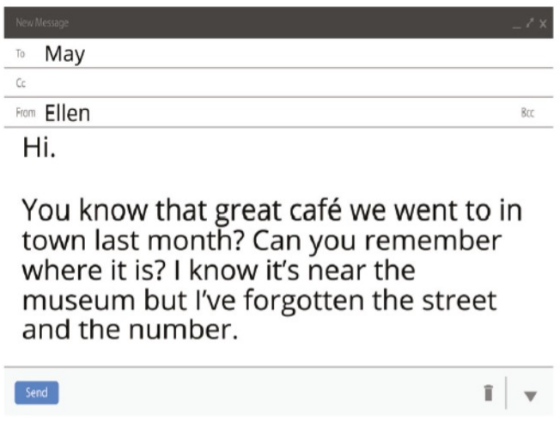 New Message
To May
Cc
From Ellen Bcc
Hi.
You know that great café we went to in
town last month? Can you remember
where it is? I know it's near the
museum but I've forgotten the street
and the number.
Send